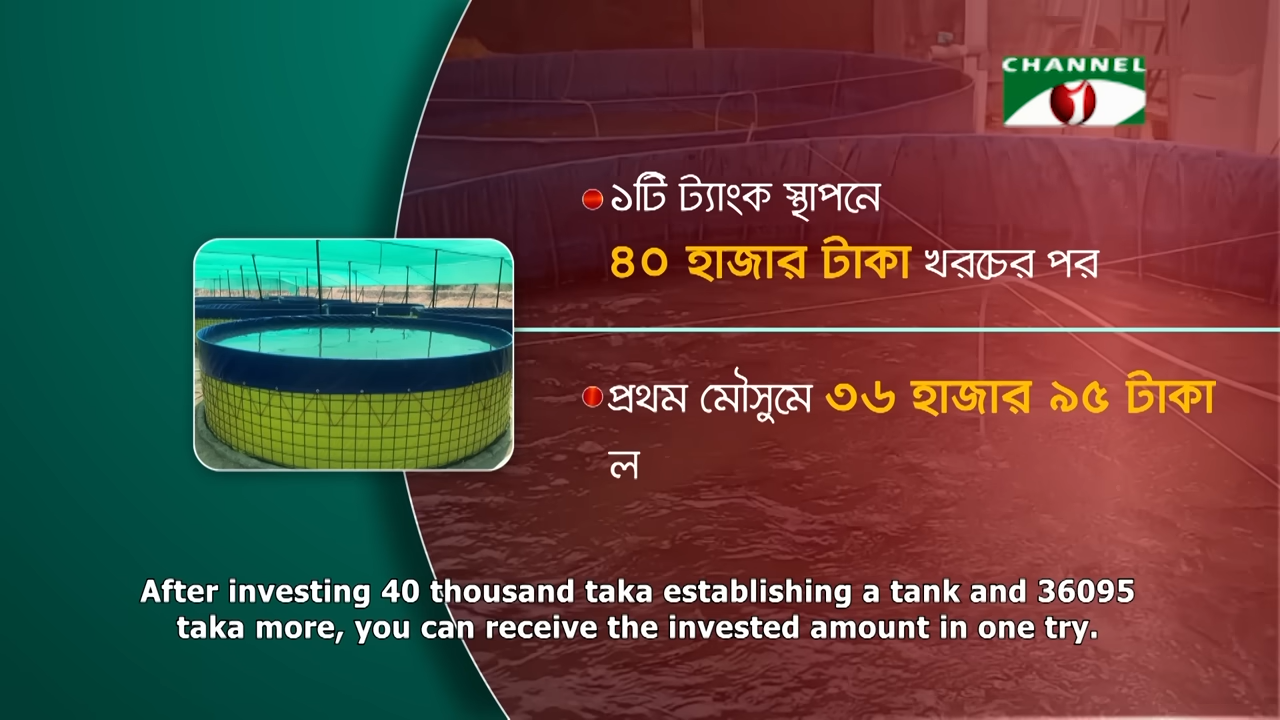 CHANNEL
১টি ট্যাংক স্থাপনে
৪০ হাজার টাকা খরচের পর
প্রথম মৌসুমে ৩৬ হাজার ৯৫ টাকা
ল
After investing 40 thousand taka establishing a tank and 36095
taka more, you can receive the invested amount in one try.